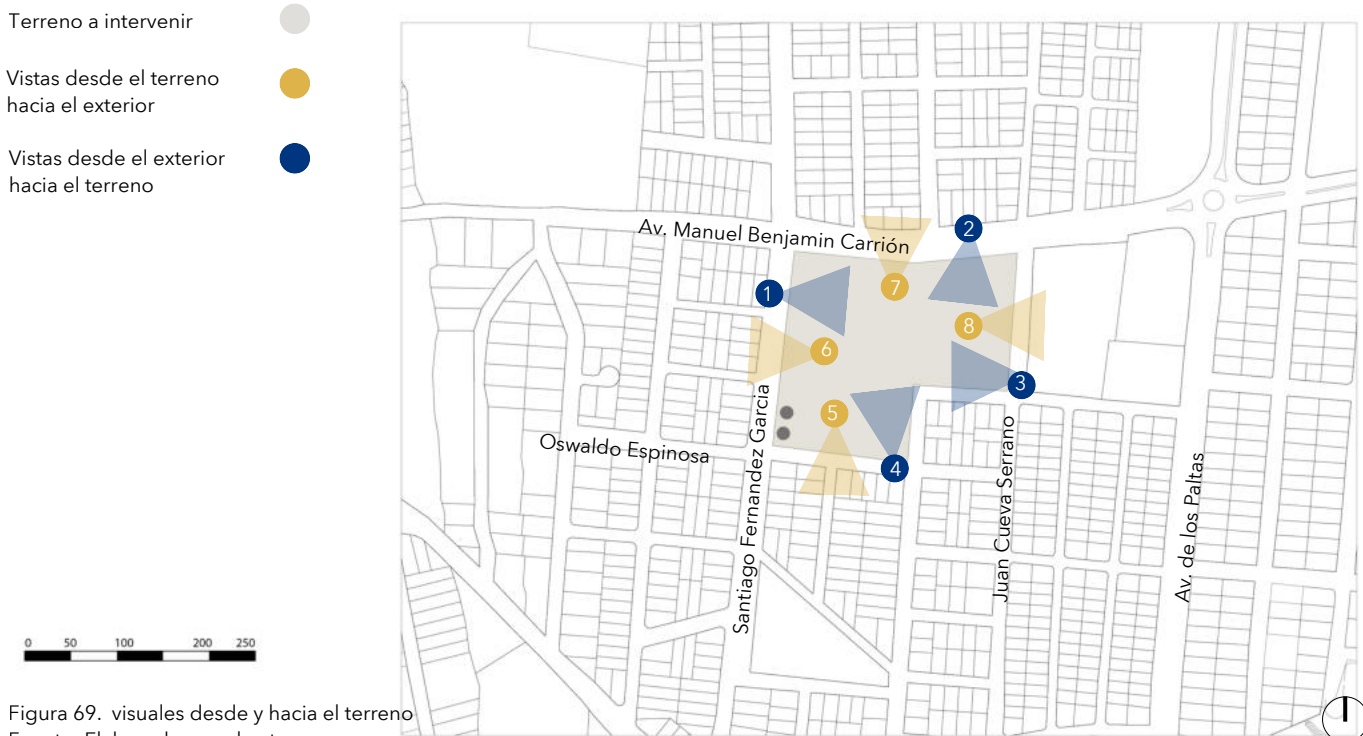 Terreno a intervenir
Vistas desde el terreno
hacia el exterior
Vistas desde el exterior
hacia el terreno
Av. Manuel Benjamin Carrión
2
1
7
8
6
3
5
4
Oswaldo Espinosa
Santiago Fernandez Garcia
Juan Cueva Serrano
Av. de los Paltas
0 50 100 200 250
Figura 69. visuales desde y hacia el terreno